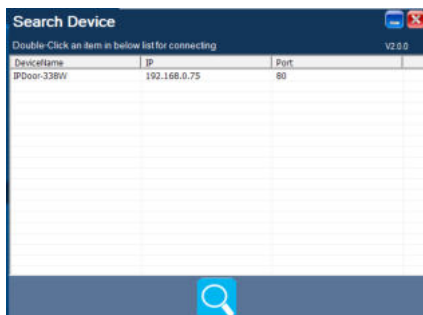 Search Device
Double-Click an item in below list for connecting V2.0.0
DeviceName IP Port
IPDoor-338W 192.168.0.75 80